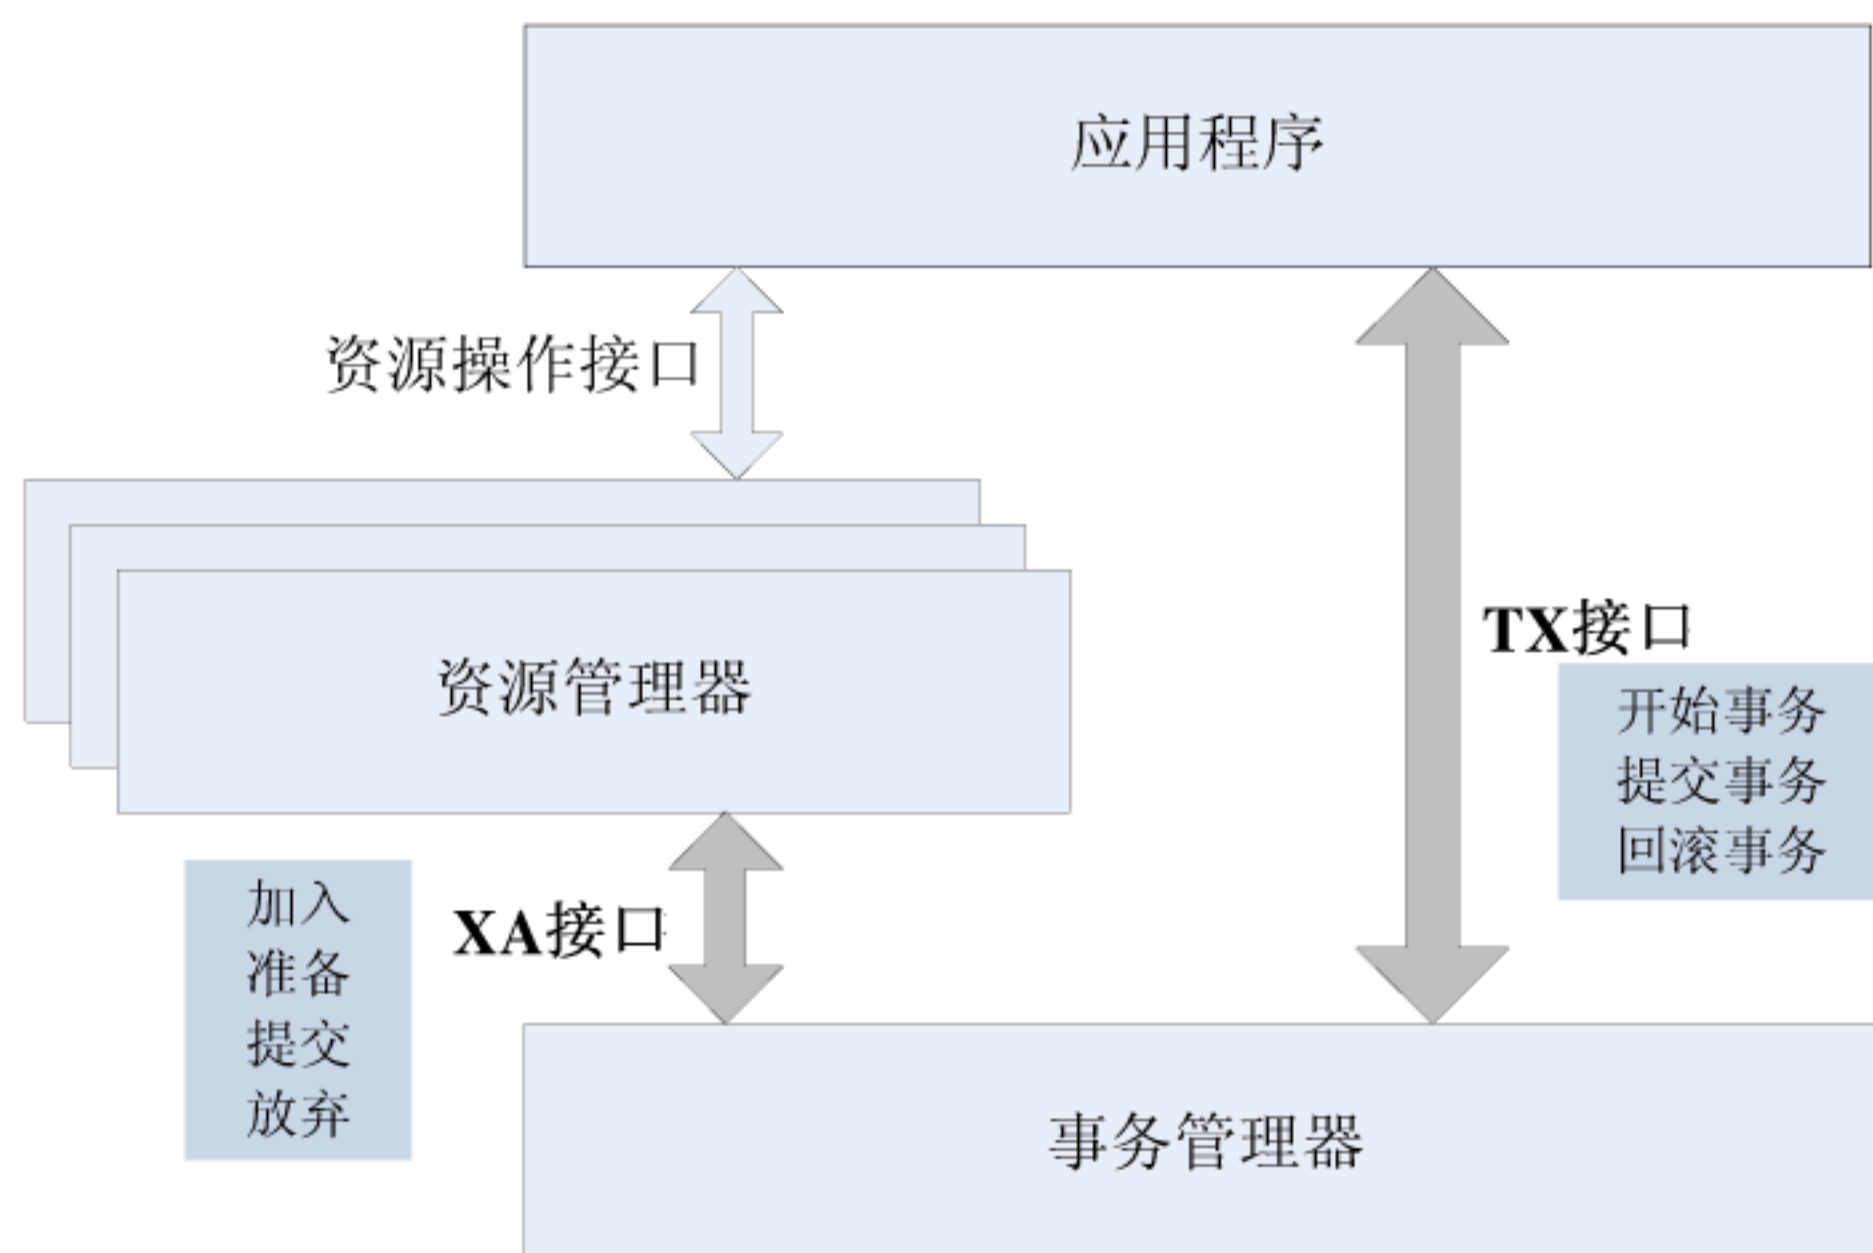 应用程序
资源操作接口
资源管理器
TX接口
开始事务
提交事务
回滚事务
加入
准备
提交
放弃
XA接口
事务管理器